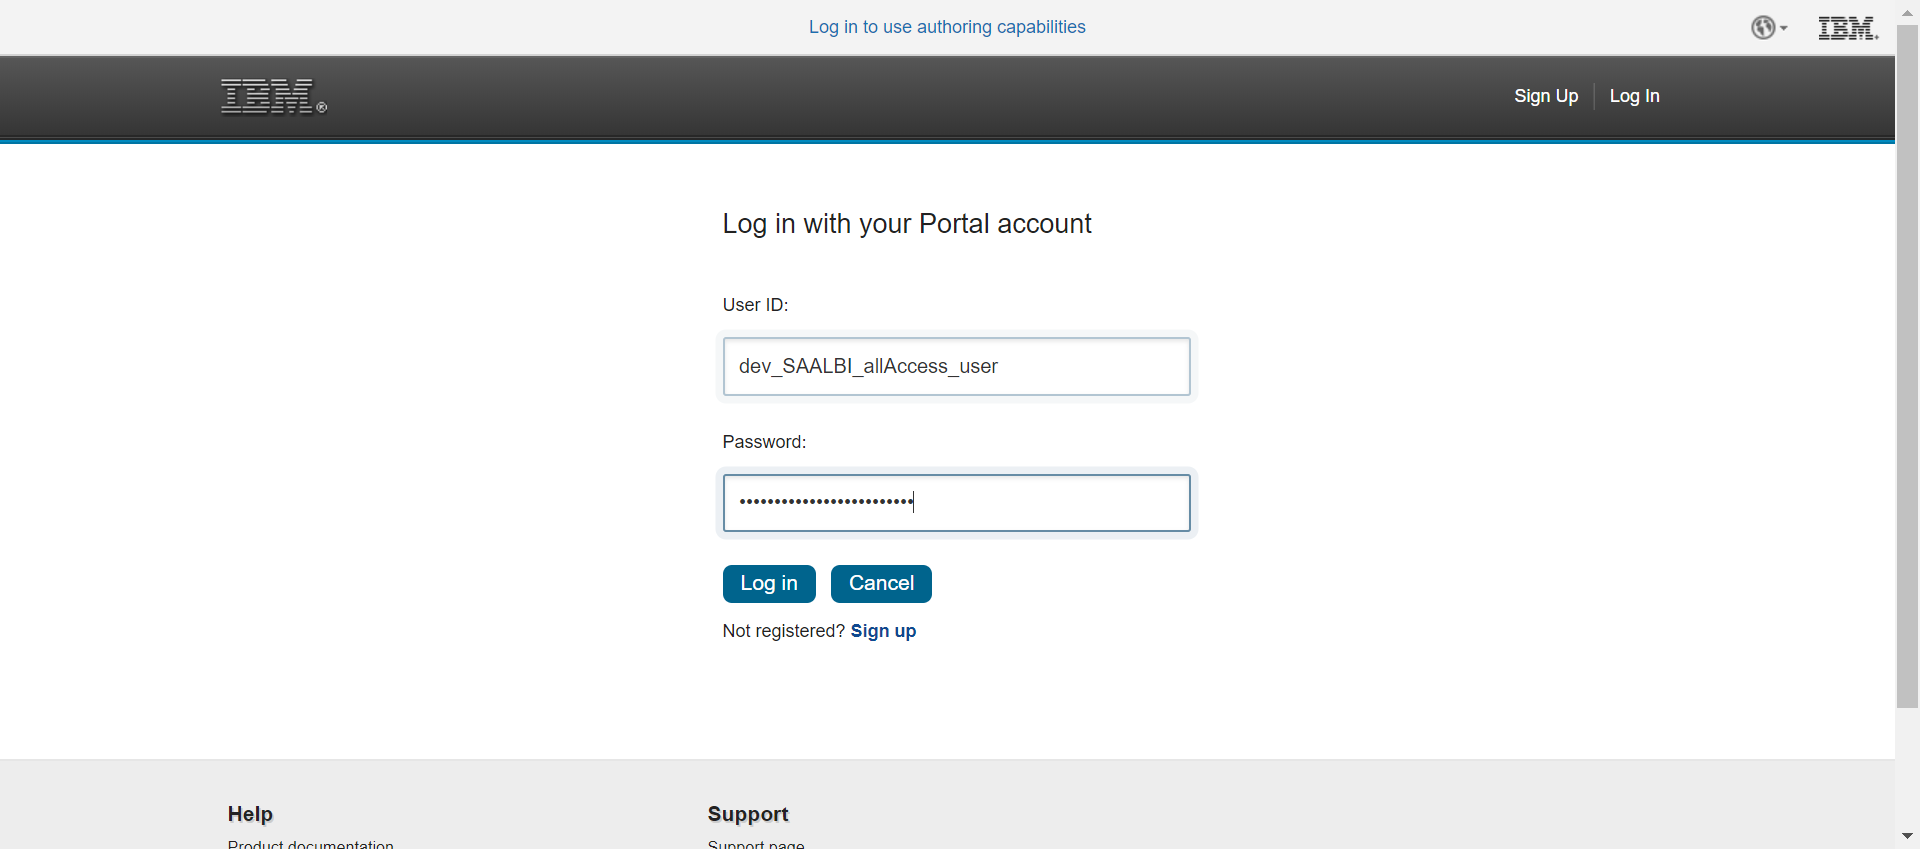 Log in to use authoring capabilities
IBM.
IBM®
Sign Up
Log In
Log in with your Portal account
User ID:
dev_SAALBI_allAccess_user
Password:
•••••••••••••••••••••••••
Log in
Cancel
Not registered? Sign up
Help
Support
Product documentation
Support page